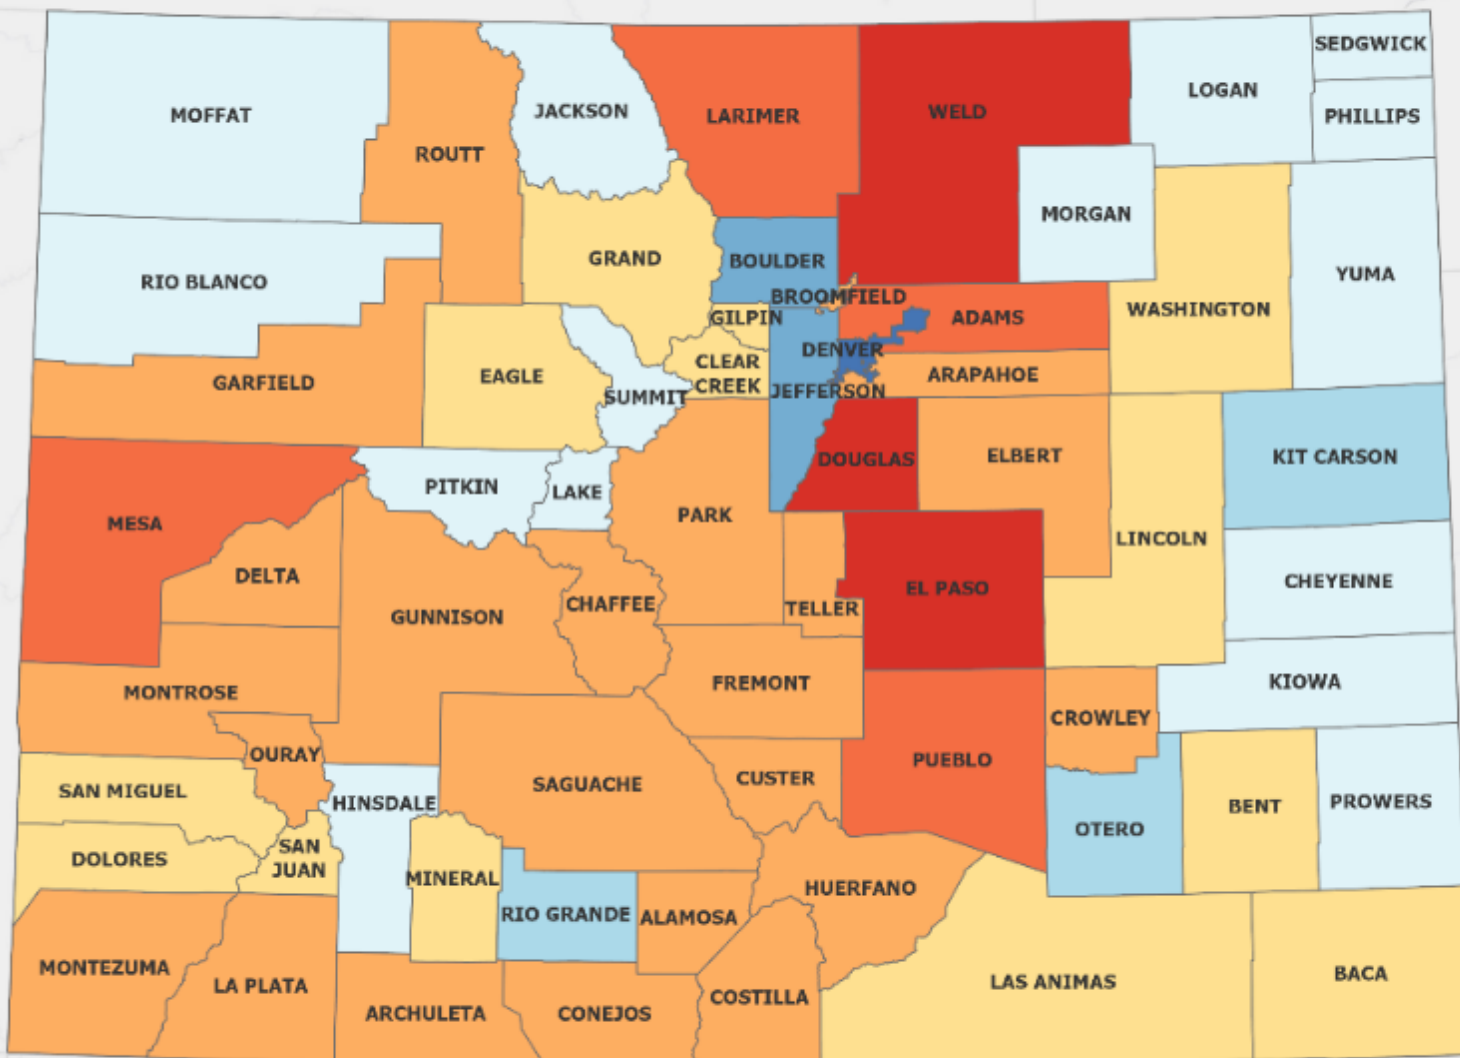 SEDGWICK
LOGAN
WELD
MOFFAT
JACKSON
LARIMER
PHILLIPS
ROUTT
MORGAN
GRAND
BOULDER
YUMA
RIO BLANCO
BROOMFIELD
GILPIN
ADAMS
WASHINGTON
DENVER
CLEAR
CREEK
EAGLE
ARAPAHOE
GARFIELD
JEFFERSON
SUMMIT
DOUGLAS
ELBERT
KIT CARSON
PITKIN
LAKE
PARK
MESA
LINCOLN
DELTA
CHEYENNE
EL PASO
CHAFFEE
TELLER
GUNNISON
FREMONT
KIOWA
MONTROSE
CROWLEY
OURAY
PUEBLO
CUSTER
SAGUACHE
SAN MIGUEL
HINSDALE
BENT
PROWERS
OTERO
SAN
JUAN
DOLORES
MINERAL
HUERFANO
RIO GRANDE
ALAMOSA
MONTEZUMA
BACA
LAS ANIMAS
LA PLATA
COSTILLA
ARCHULETA
CONEJOS